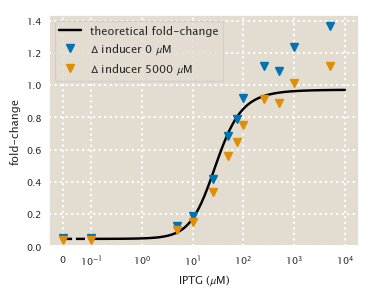 theoretical fold-change
Δ inducer 0 μM
Δ inducer 5000 μM
fold-change
1.4
1.2
1.0
0.8
0.6
0.4
0.2
0.0
0 10⁻¹ 10⁰ 10¹ 10² 10³ 10⁴
IPTG (μM)